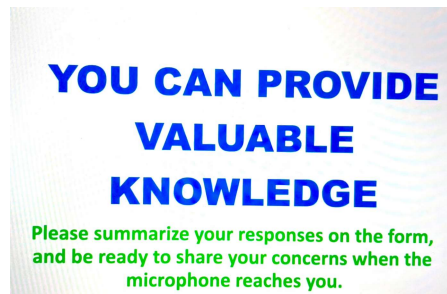 YOU CAN PROVIDE
VALUABLE
KNOWLEDGE
Please summarize your responses on the form,
and be ready to share your concerns when the
microphone reaches you.